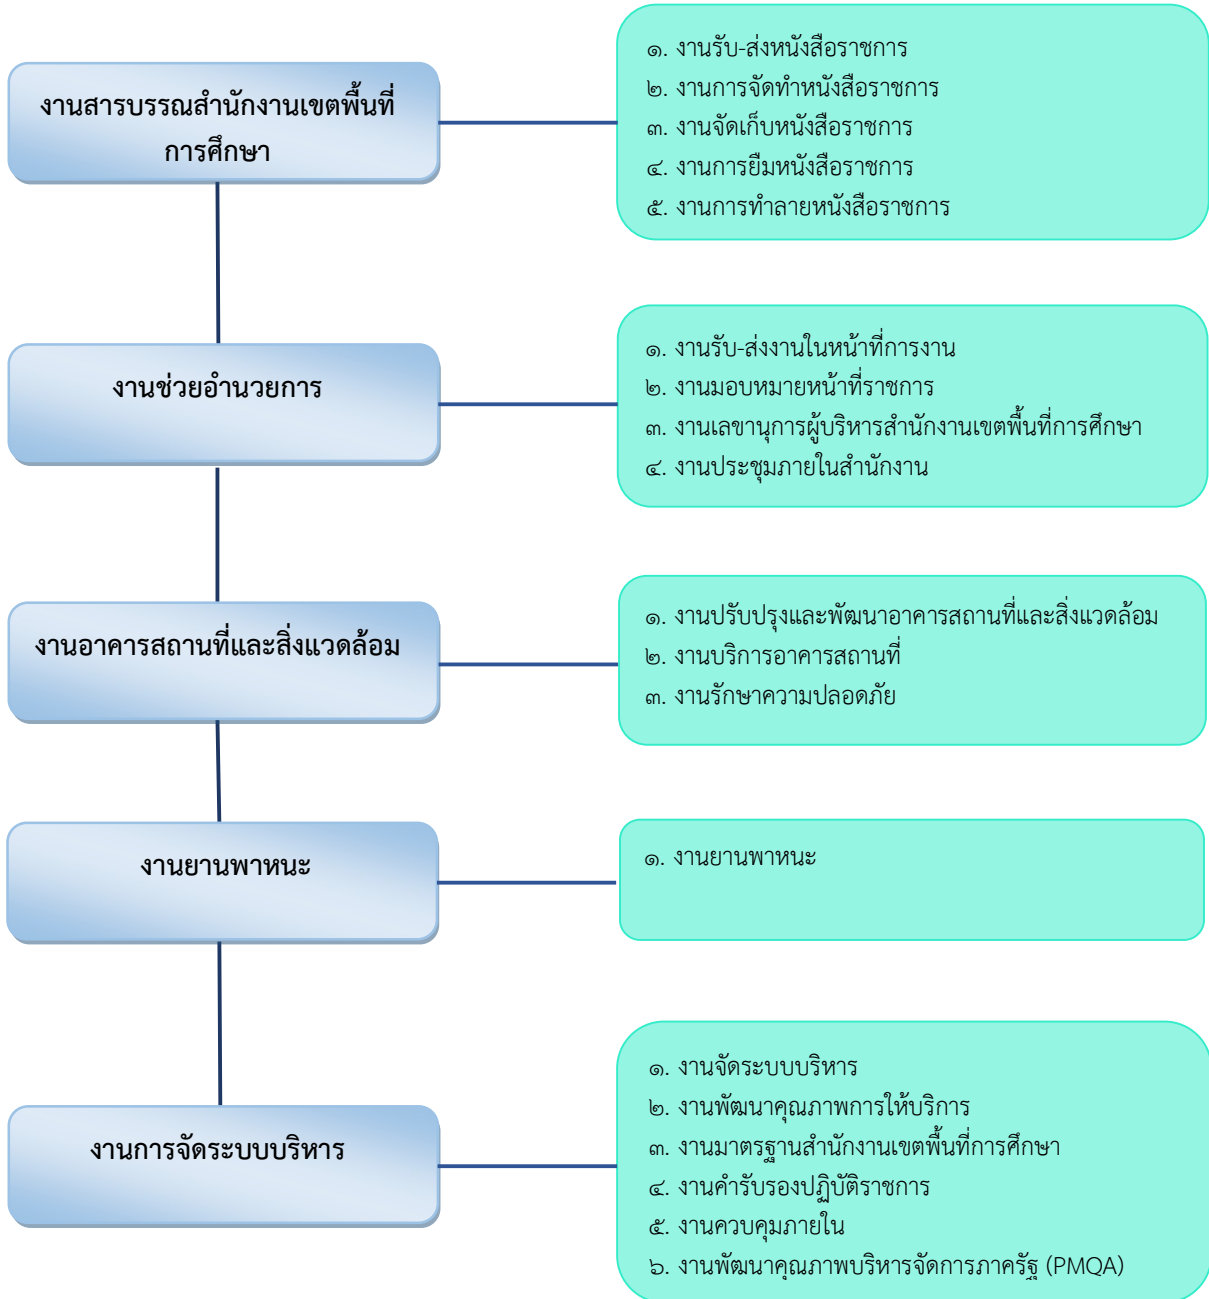 งานสารบรรณสำนักงานเขตพื้นที่
การศึกษา
๑. งานรับ-ส่งหนังสือราชการ
๒. งานการจัดทำหนังสือราชการ
๓. งานจัดเก็บหนังสือราชการ
๔. งานการยืมหนังสือราชการ
๕. งานการทำลายหนังสือราชการ
งานช่วยอำนวยการ
๑. งานรับ-ส่งงานในหน้าที่การงาน
๒. งานมอบหมายหน้าที่ราชการ
๓. งานเลขานุการผู้บริหารสำนักงานเขตพื้นที่การศึกษา
๔. งานประชุมภายในสำนักงาน
งานอาคารสถานที่และสิ่งแวดล้อม
๑. งานปรับปรุงและพัฒนาอาคารสถานที่และสิ่งแวดล้อม
๒. งานบริการอาคารสถานที่
๓. งานรักษาความปลอดภัย
งานยานพาหนะ
๑. งานยานพาหนะ
งานการจัดระบบบริหาร
๑. งานจัดระบบบริหาร
๒. งานพัฒนาคุณภาพการให้บริการ
๓. งานมาตรฐานสำนักงานเขตพื้นที่การศึกษา
๔. งานคำรับรองปฏิบัติราชการ
๕. งานควบคุมภายใน
๖. งานพัฒนาคุณภาพบริหารจัดการภาครัฐ (PMQA)